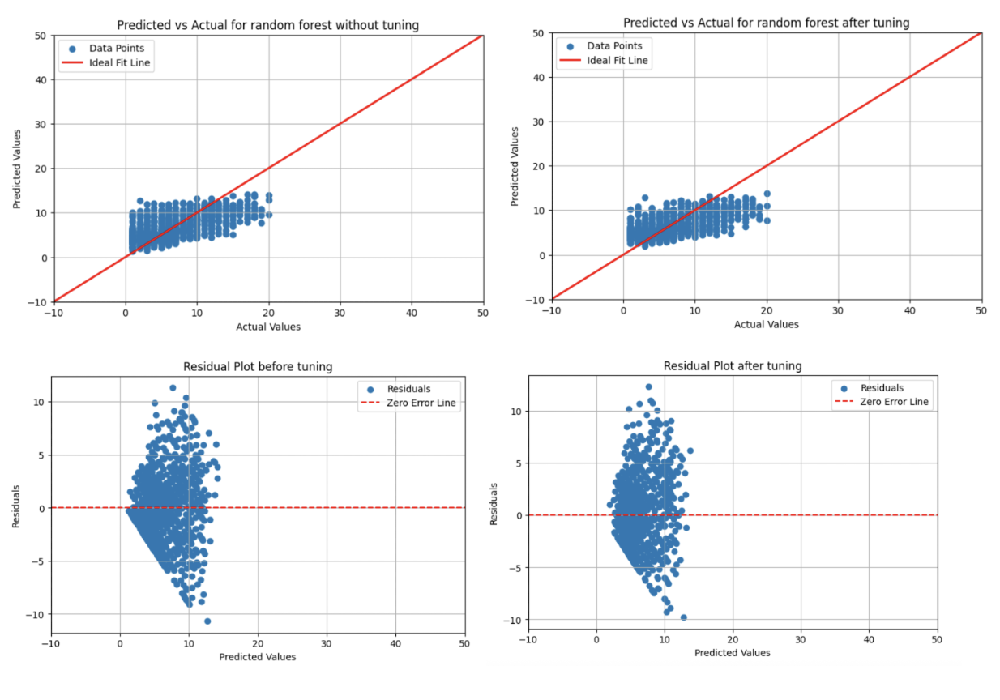 Predicted vs Actual for random forest without tuning
50
40
30
20
10
0
−10
Predicted Values
Data Points
Ideal Fit Line
−10 0 10 20 30 40 50
Actual Values
Predicted vs Actual for random forest after tuning
50
40
30
20
10
0
−10
Predicted Values
Data Points
Ideal Fit Line
−10 0 10 20 30 40 50
Actual Values
Residual Plot before tuning
10
5
0
−5
−10
Residuals
Residuals
Zero Error Line
−10 0 10 20 30 40 50
Predicted Values
Residual Plot after tuning
10
5
0
−5
−10
Residuals
Residuals
Zero Error Line
−10 0 10 20 30 40 50
Predicted Values